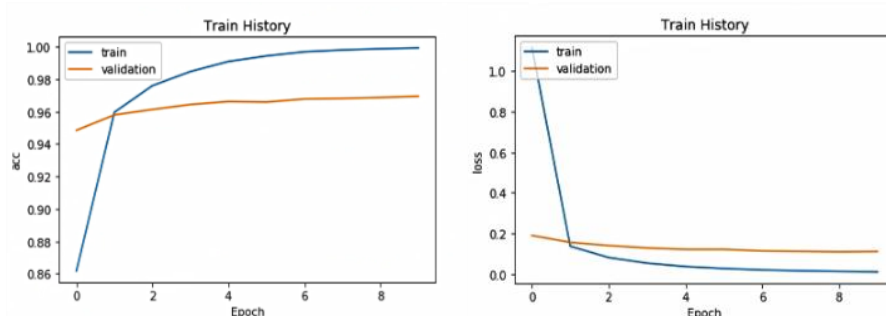 Train History
train
validation
1.00
0.98
0.96
0.94
0.92
0.90
0.88
0.86
acc
0 2 4 6 8
Epoch
Train History
train
validation
1.0
0.8
0.6
0.4
0.2
0.0
loss
0 2 4 6 8
Epoch